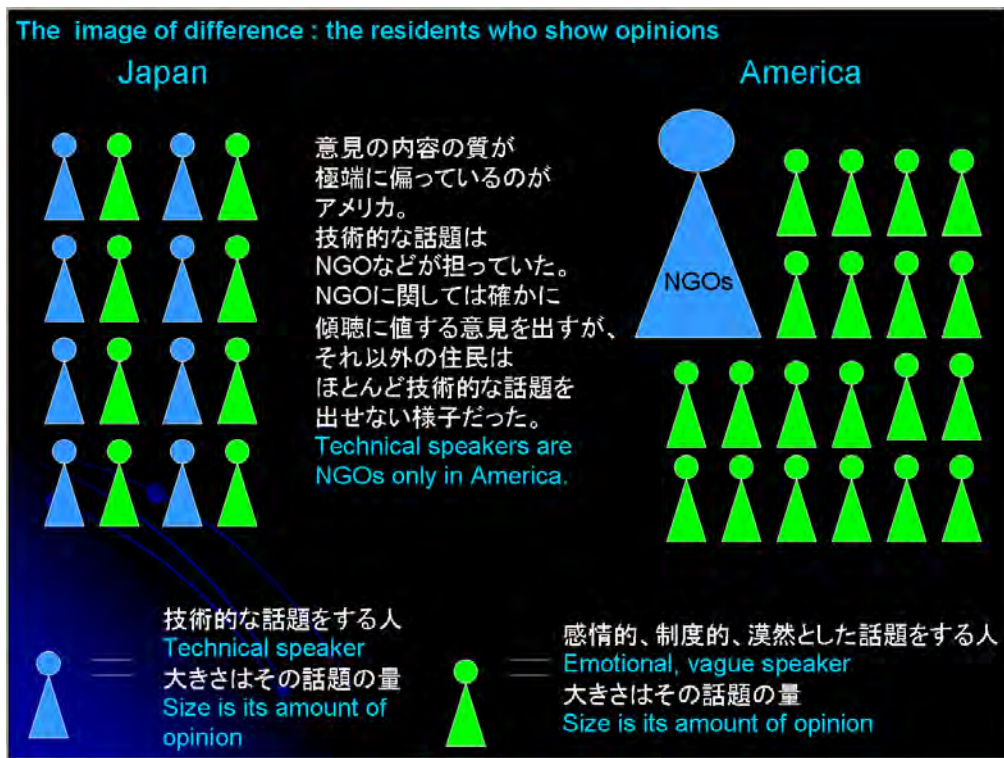 The image of difference : the residents who show opinions
Japan
America
意見の内容の質が
極端に偏っているのが
アメリカ。
技術的な話題は
NGOなどが担っていた。
NGOに関しては確かに
傾聴に値する意見を出すが、
それ以外の住民は
ほとんど技術的な話題を
出せない様子だった。
Technical speakers are
NGOs only in America.
NGOs
技術的な話題をする人
Technical speaker
大きさはその話題の量
Size is its amount of
opinion
感情的、制度的、漠然とした話題をする人
Emotional, vague speaker
大きさはその話題の量
Size is its amount of opinion